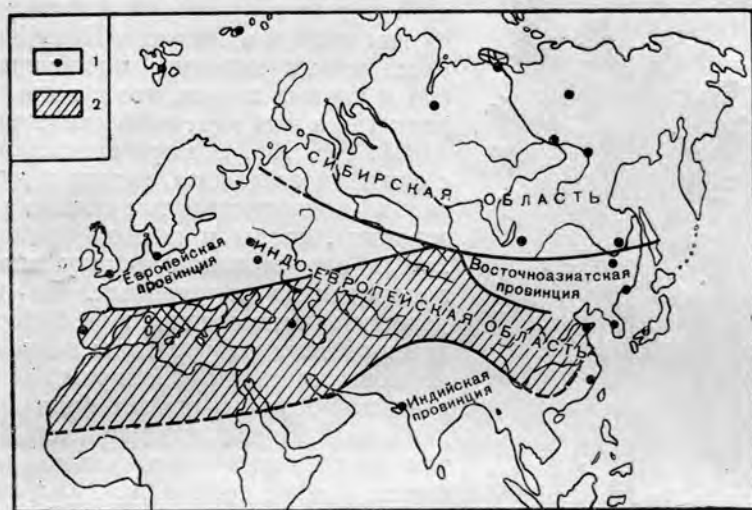 1
2
СИБИРСКАЯ ОБЛАСТЬ
Европейская
провинция
ИНДО-ЕВРОПЕЙСКАЯ ОБЛАСТЬ
Восточноазиатская
провинция
Индийская
провинция